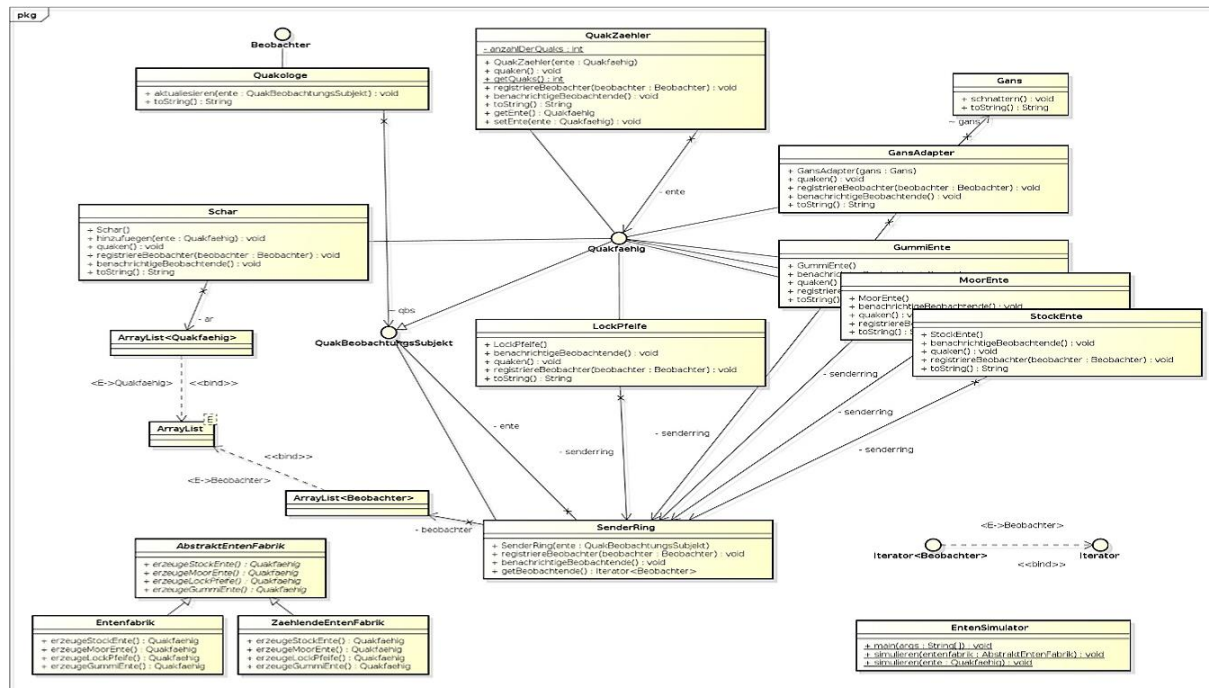 pkg
Beobachter
Quakologe
+ aktualiesieren(ente : QuakBeobachtungsSubjekt) : void
+ toString() : String
QuakZaehler
- anzahlDerQuaks : int
+ QuakZaehler(ente : Quakfaehig)
+ quaken() : void
+ getQuaks() : int
+ registriereBeobachter(beobachter : Beobachter) : void
+ benachrichtigeBeobachtende() : void
+ toString() : String
+ getEnte() : Quakfaehig
+ setEnte(ente : Quakfaehig) : void
Gans
+ schnattern() : void
+ toString() : String
~ gans
GansAdapter
+ GansAdapter(gans : Gans)
+ quaken() : void
+ registriereBeobachter(beobachter : Beobachter) : void
+ benachrichtigeBeobachtende() : void
+ toString() : String
- ente
Schar
+ Schar()
+ hinzufuegen(ente : Quakfaehig) : void
+ quaken() : void
+ registriereBeobachter(beobachter : Beobachter) : void
+ benachrichtigeBeobachtende() : void
+ toString() : String
Quakfaehig
GummiEnte
+ GummiEnte()
+ quaken() : void
+ toString() : St
MoorEnte
+ MoorEnte()
+ benachrichtigeBeobachtende() : void
+ quaken() : vo
+ toString() : S
StockEnte
+ StockEnte()
+ benachrichtigeBeobachtende() : void
+ quaken() : void
+ registriereBeobachter(beobachter : Beobachter) : void
+ toString() : String
- ar
~ qbs
ArrayList<Quakfaehig>
QuakBeobachtungsSubjekt
LockPfeife
+ LockPfeife()
+ benachrichtigeBeobachtende() : void
+ quaken() : void
+ registriereBeobachter(beobachter : Beobachter) : void
+ toString() : String
<E->Quakfaehig>
<<bind>>
ArrayList
E
- ente
- senderring
- senderring
- senderring
- senderring
- senderring
<<bind>>
<E->Beobachter>
ArrayList<Beobachter>
- beobachter
SenderRing
+ SenderRing(ente : QuakBeobachtungsSubjekt)
+ registriereBeobachter(beobachter : Beobachter) : void
+ benachrichtigeBeobachtende() : void
+ getBeobachtende() : Iterator<Beobachter>
<E->Beobachter>
Iterator<Beobachter>
<<bind>>
Iterator
AbstraktEntenFabrik
+ erzeugeStockEnte() : Quakfaehig
+ erzeugeMoorEnte() : Quakfaehig
+ erzeugeLockPfeife() : Quakfaehig
+ erzeugeGummiEnte() : Quakfaehig
Entenfabrik
+ erzeugeStockEnte() : Quakfaehig
+ erzeugeMoorEnte() : Quakfaehig
+ erzeugeLockPfeife() : Quakfaehig
+ erzeugeGummiEnte() : Quakfaehig
ZaehlendeEntenFabrik
+ erzeugeStockEnte() : Quakfaehig
+ erzeugeMoorEnte() : Quakfaehig
+ erzeugeLockPfeife() : Quakfaehig
+ erzeugeGummiEnte() : Quakfaehig
EntenSimulator
+ main(args : String[]) : void
+ simulieren(entenfabrik : AbstraktEntenFabrik) : void
+ simulieren(ente : Quakfaehig) : void